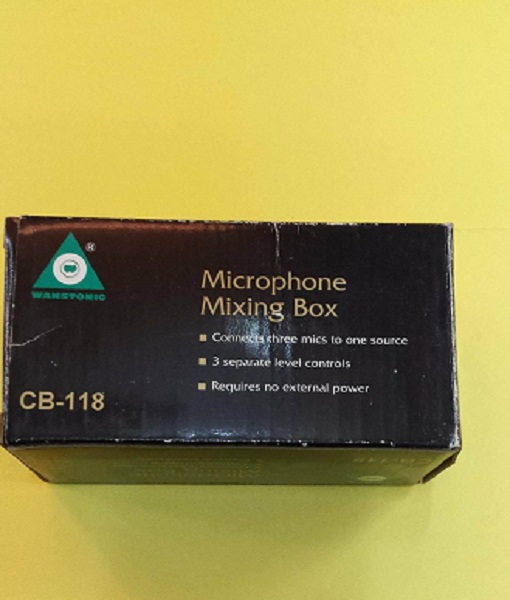 ®
WANSTONIC
Microphone
Mixing Box
Connects three mics to one source
3 separate level controls
Requires no external power
CB-118